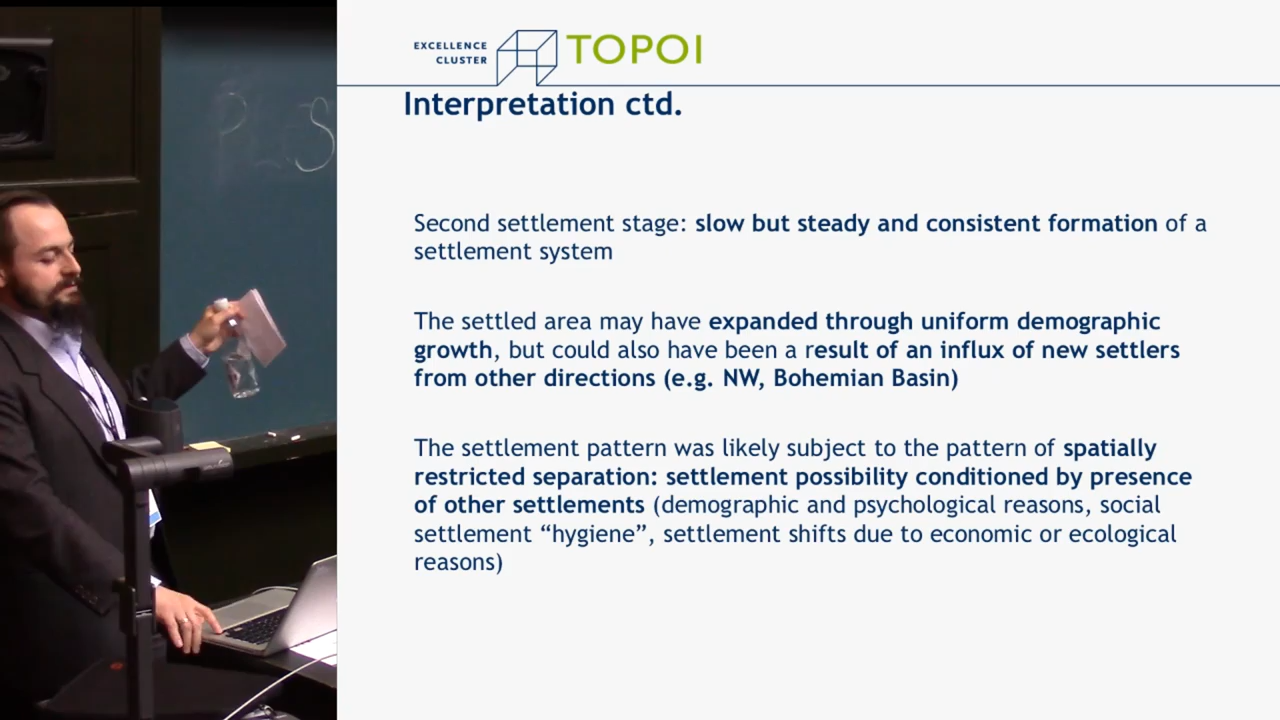 EXCELLENCE
CLUSTER
TOPOI
Interpretation ctd.
Second settlement stage: slow but steady and consistent formation of a
settlement system
The settled area may have expanded through uniform demographic
growth, but could also have been a result of an influx of new settlers
from other directions (e.g. NW, Bohemian Basin)
The settlement pattern was likely subject to the pattern of spatially
restricted separation: settlement possibility conditioned by presence
of other settlements (demographic and psychological reasons, social
settlement “hygiene”, settlement shifts due to economic or ecological
reasons)